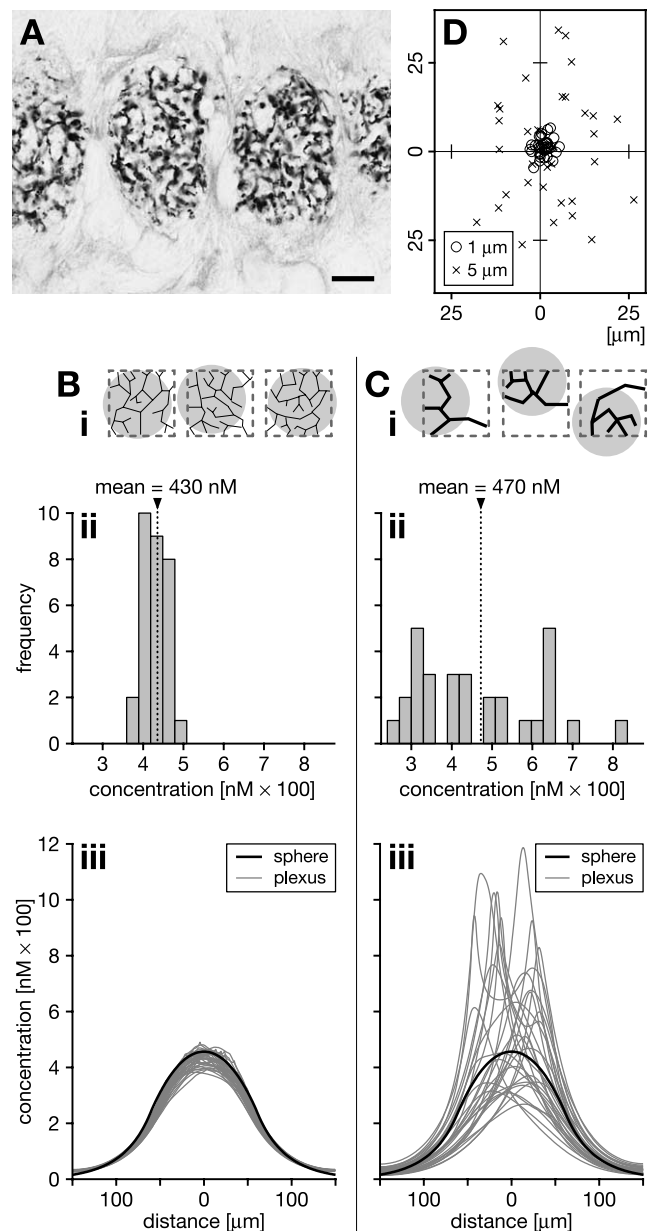 A
D
25
0
25
1 µm
5 µm
25
0
25
[µm]
B
i
C
i
mean = 430 nM
mean = 470 nM
ii
10
8
6
4
2
0
frequency
3 4 5 6 7 8
concentration [nM × 100]
ii
3 4 5 6 7 8
concentration [nM × 100]
iii
sphere
plexus
12
10
8
6
4
2
0
concentration [nM × 100]
100 0 100
distance [µm]
iii
sphere
plexus
100 0 100
distance [µm]